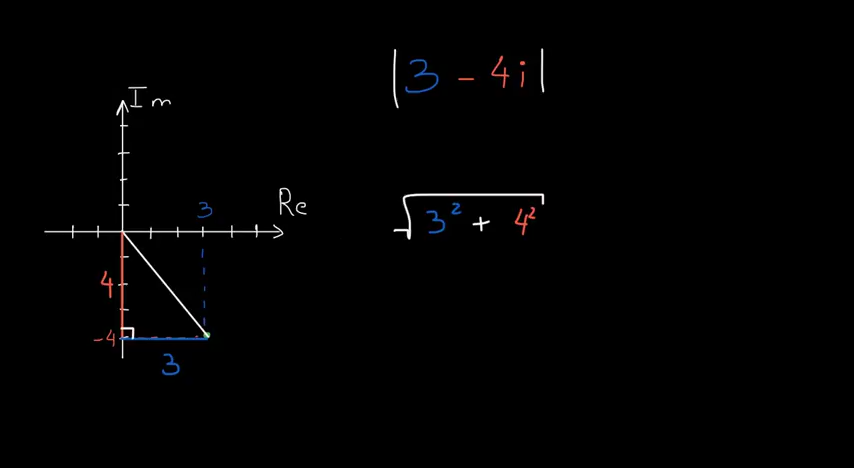 |3 - 4i|
Im
√3² + 4²
3
Re
4
-4
3